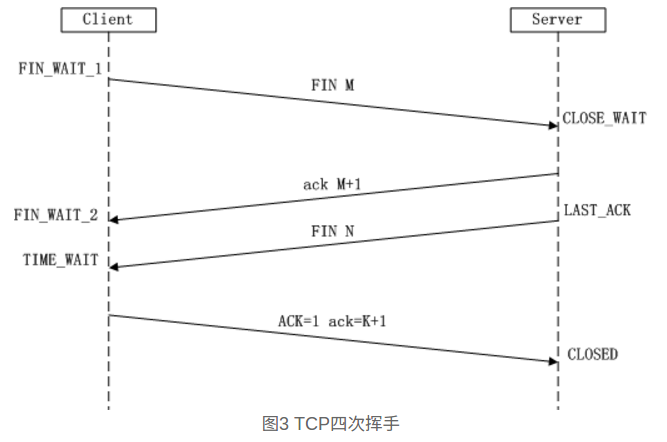 Client
Server
FIN_WAIT_1
FIN M
CLOSE_WAIT
ack M+1
FIN_WAIT_2
LAST_ACK
FIN N
TIME_WAIT
ACK=1 ack=K+1
CLOSED
图3 TCP四次挥手